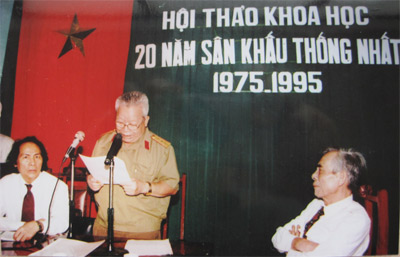 HỘI THẢO KHOA HỌC
20 NĂM SÂN KHẤU THỐNG NHẤT
1975-1995